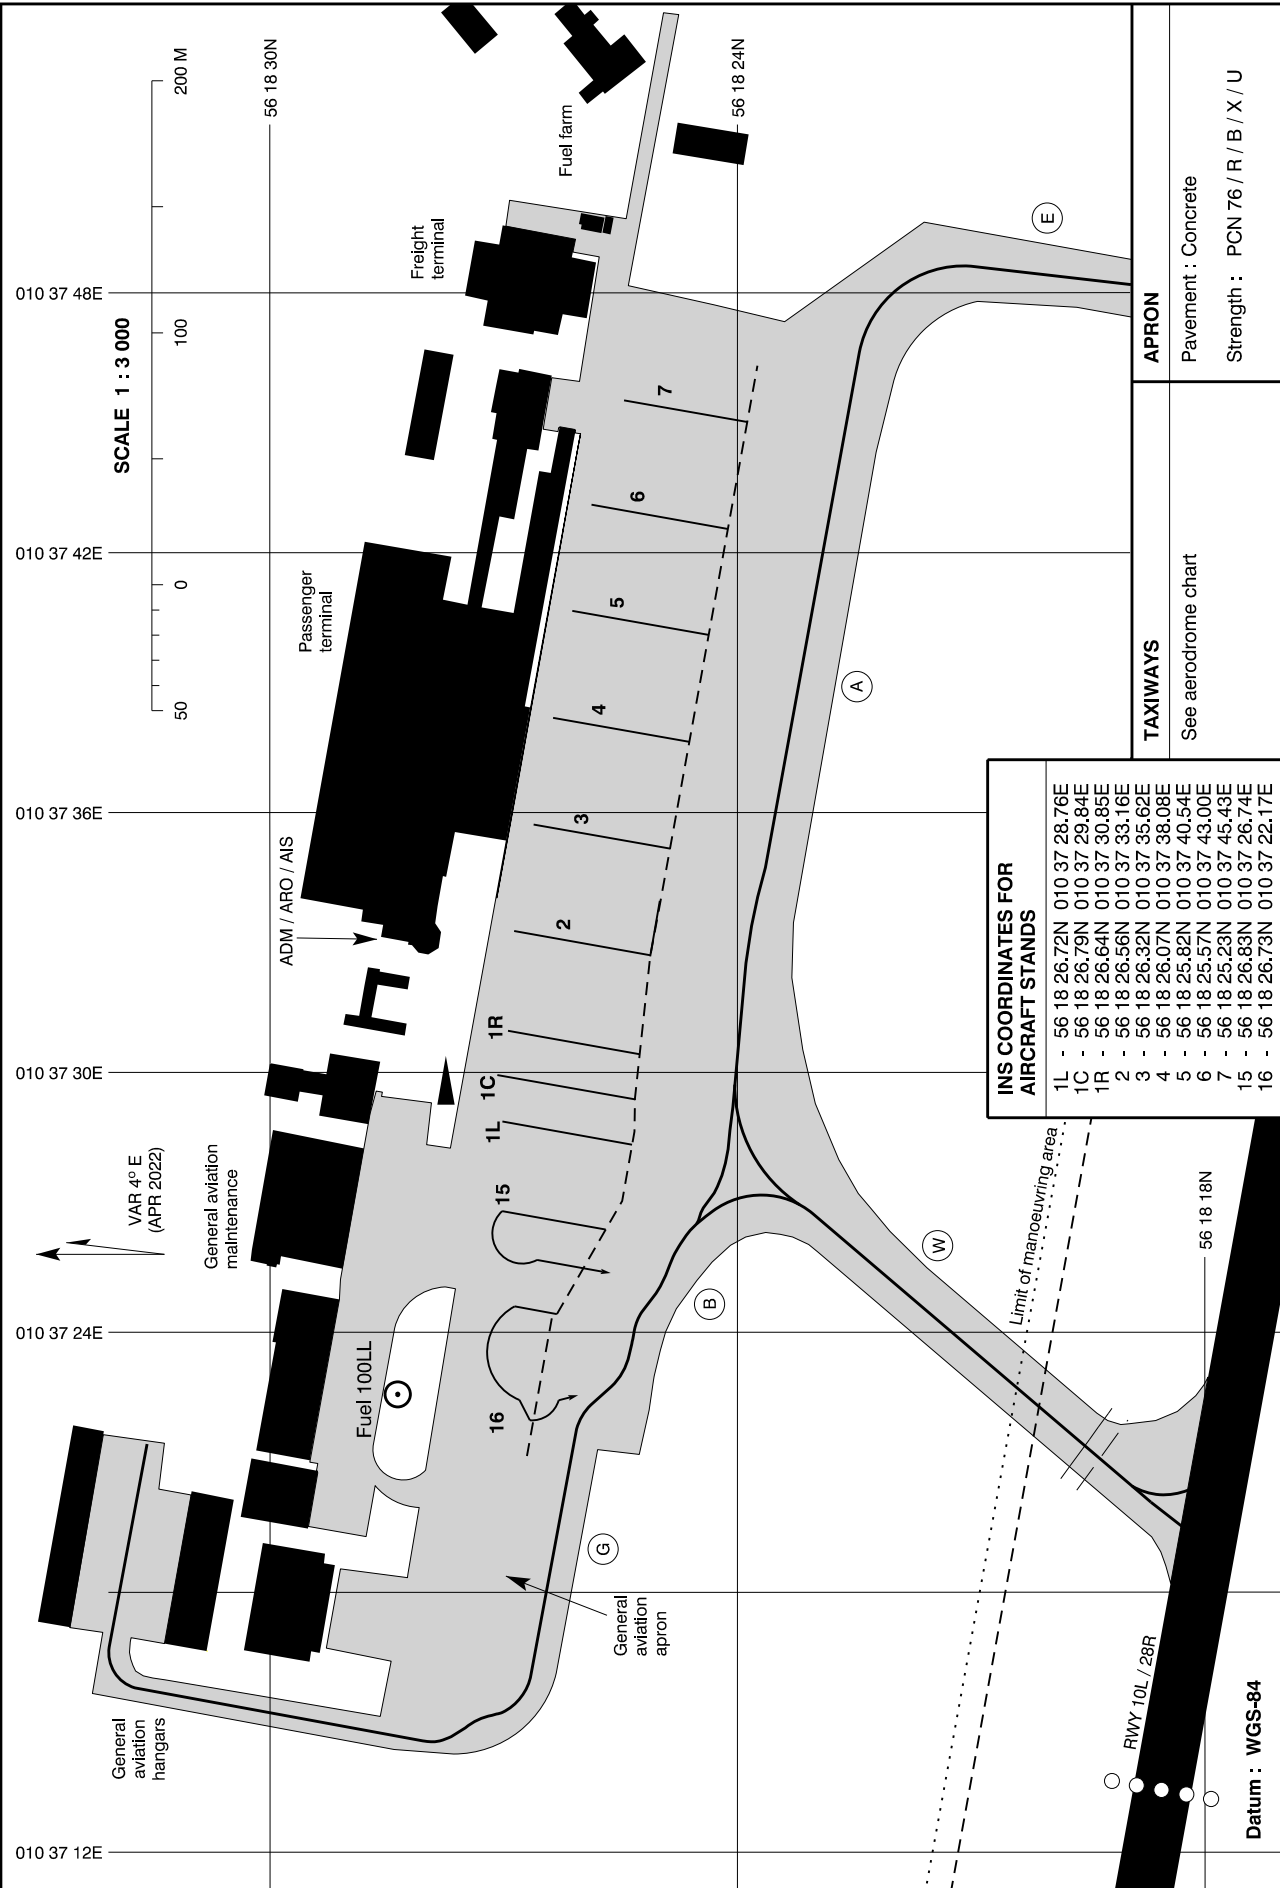 200 M
100
0
50
SCALE 1 : 3 000
56 18 30N
56 18 24N
56 18 18N
010 37 48E
010 37 42E
010 37 36E
010 37 30E
010 37 24E
010 37 12E
VAR 4º E
(APR 2022)
Fuel farm
Freight
terminal
Passenger
terminal
ADM / ARO / AIS
General aviation
maIntenance
Fuel 100LL
General
aviation
hangars
General
aviation
apron
7
6
5
4
3
2
1R
1C
1L
15
16
E
A
W
B
G
Limit of manoeuvring area
RWY 10L / 28R
Datum : WGS-84
INS COORDINATES FOR
AIRCRAFT STANDS
1L - 56 18 26.72N 010 37 28.76E
1C - 56 18 26.79N 010 37 29.84E
1R - 56 18 26.64N 010 37 30.85E
2 - 56 18 26.56N 010 37 33.16E
3 - 56 18 26.32N 010 37 35.62E
4 - 56 18 26.07N 010 37 38.08E
5 - 56 18 25.82N 010 37 40.54E
6 - 56 18 25.57N 010 37 43.00E
7 - 56 18 25.23N 010 37 45.43E
15 - 56 18 26.83N 010 37 26.74E
16 - 56 18 26.73N 010 37 22.17E
TAXIWAYS
See aerodrome chart
APRON
Pavement : Concrete
Strength : PCN 76 / R / B / X / U